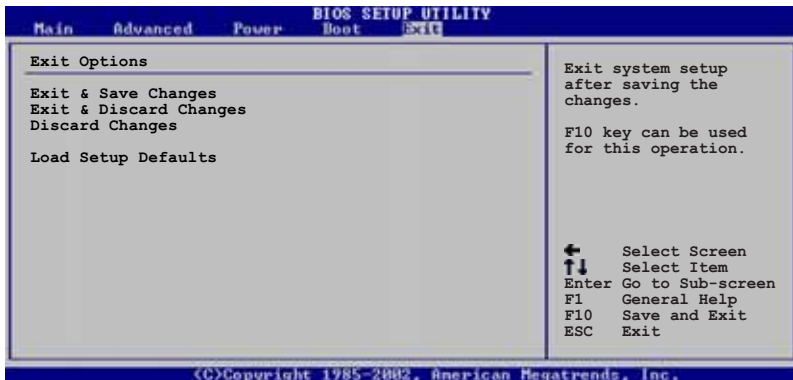 BIOS SETUP UTILITY
Main Advanced Power Boot Exit
Exit Options
Exit & Save Changes
Exit & Discard Changes
Discard Changes
Load Setup Defaults
Exit system setup
after saving the
changes.
F10 key can be used
for this operation.
← Select Screen
↑↓ Select Item
Enter Go to Sub-screen
F1 General Help
F10 Save and Exit
ESC Exit
(C)Copyright 1985-2002, American Megatrends, Inc.